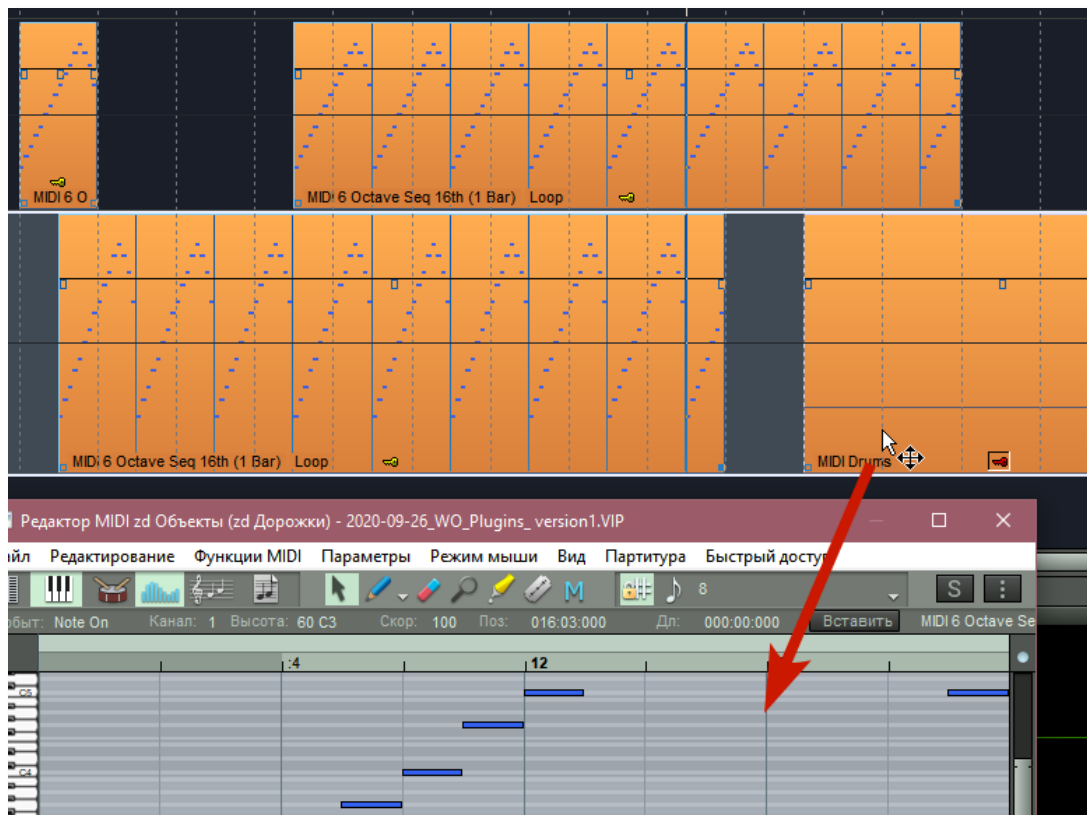 MIDI 6 O
MIDI 6 Octave Seq 16th (1 Bar) Loop
MIDI 6 Octave Seq 16th (1 Bar) Loop
MIDI Drums
Редактор MIDI zd Объекты (zd Дорожки) - 2020-09-26_WO_Plugins_ version1.VIP
Редактирование Функции MIDI Параметры Режим мыши Вид Партитура Быстрый доступ
M 8 S
Note On Канал: 1 Высота: 60 C3 Скор: 100 Поз: 016:03:000 Дл: 000:00:000 Вставить MIDI 6 Octave Se
:4 12
C5
C4